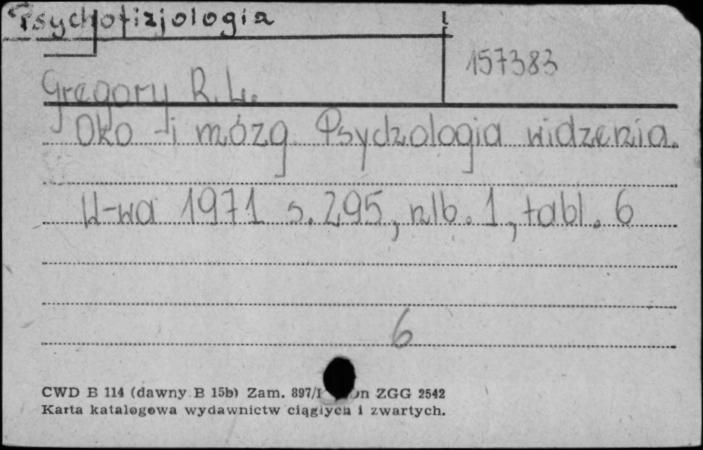 Psychofizjologia
157383
Gregory R.L.
Oko i mózg. Psychologia widzenia.
W-wa 1971 s. 295, nlb. 1, tabl. 6
6
CWD B 114 (dawny B 15b) Zam. 897/ ZGG 2542
Karta katalogowa wydawnictw ciągłych i zwartych.